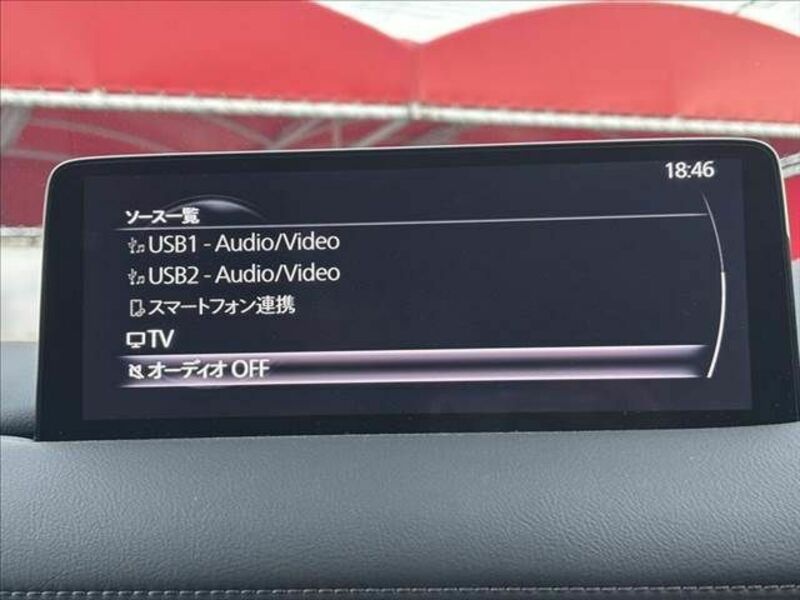 18:46
ソース一覧
USB1 - Audio/Video
USB2 - Audio/Video
スマートフォン連携
TV
オーディオ OFF